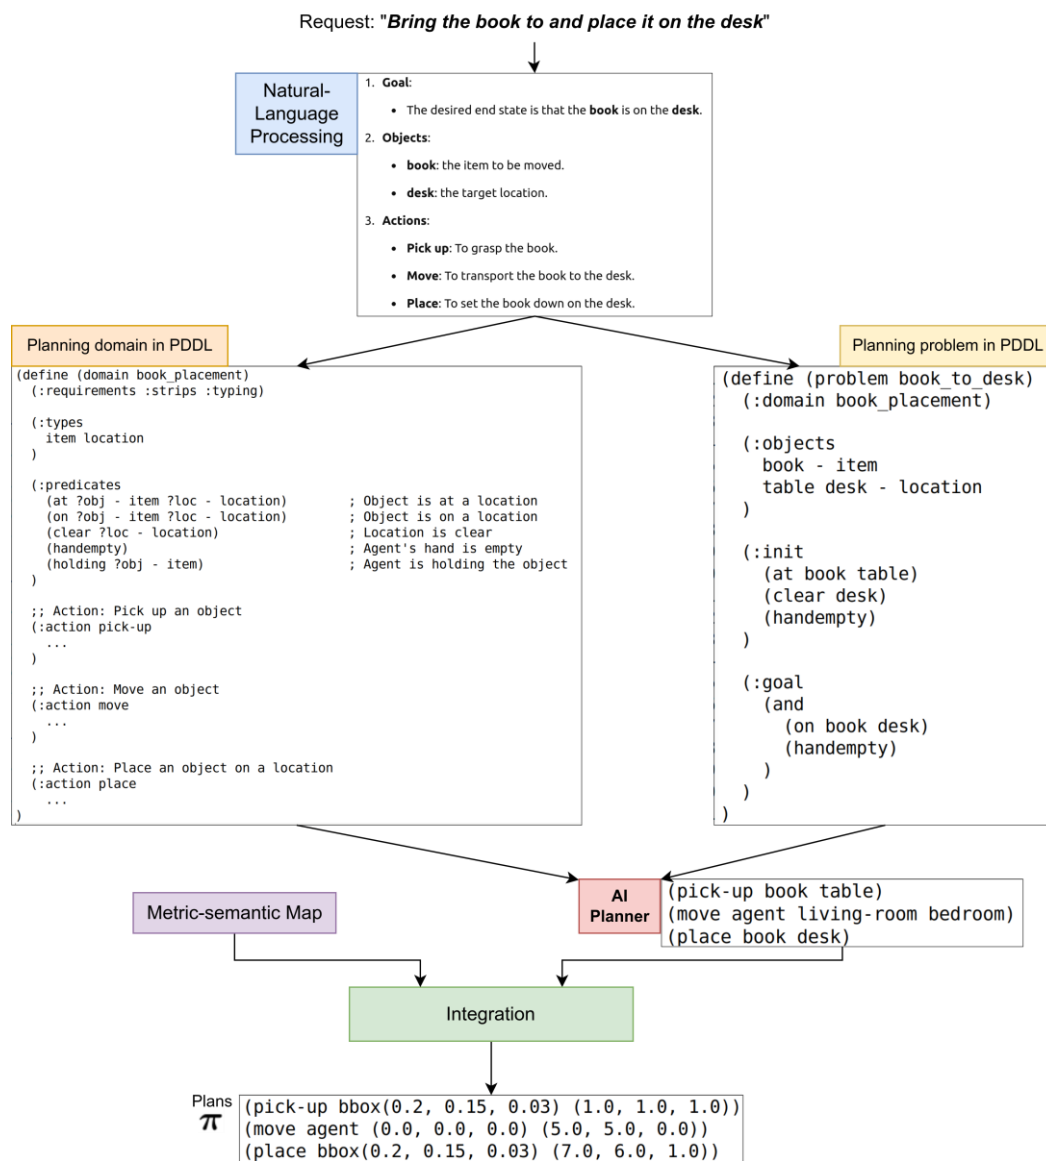 Request: "Bring the book to and place it on the desk"
Natural-
Language
Processing
1. Goal:
• The desired end state is that the book is on the desk.
2. Objects:
• book: the item to be moved.
• desk: the target location.
3. Actions:
• Pick up: To grasp the book.
• Move: To transport the book to the desk.
• Place: To set the book down on the desk.
Planning domain in PDDL
(define (domain book_placement)
(:requirements :strips :typing)
(:types
item location
)
(:predicates
(at ?obj - item ?loc - location) ; Object is at a location
(on ?obj - item ?loc - location) ; Object is on a location
(clear ?loc - location) ; Location is clear
(handempty) ; Agent's hand is empty
(holding ?obj - item) ; Agent is holding the object
)
;; Action: Pick up an object
(:action pick-up
...
)
;; Action: Move an object
(:action move
...
)
;; Action: Place an object on a location
(:action place
...
)
Planning problem in PDDL
(define (problem book_to_desk)
(:domain book_placement)
(:objects
book - item
table desk - location
)
(:init
(at book table)
(clear desk)
(handempty)
)
(:goal
(and
(on book desk)
(handempty)
)
)
)
Metric-semantic Map
AI
Planner
(pick-up book table)
(move agent living-room bedroom)
(place book desk)
Integration
Plans
π
(pick-up bbox(0.2, 0.15, 0.03) (1.0, 1.0, 1.0))
(move agent (0.0, 0.0, 0.0) (5.0, 5.0, 0.0))
(place bbox(0.2, 0.15, 0.03) (7.0, 6.0, 1.0))